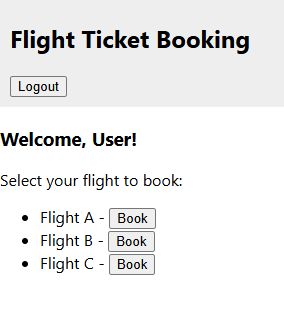 Flight Ticket Booking
Logout
Welcome, User!
Select your flight to book:
Flight A - Book
Flight B - Book
Flight C - Book